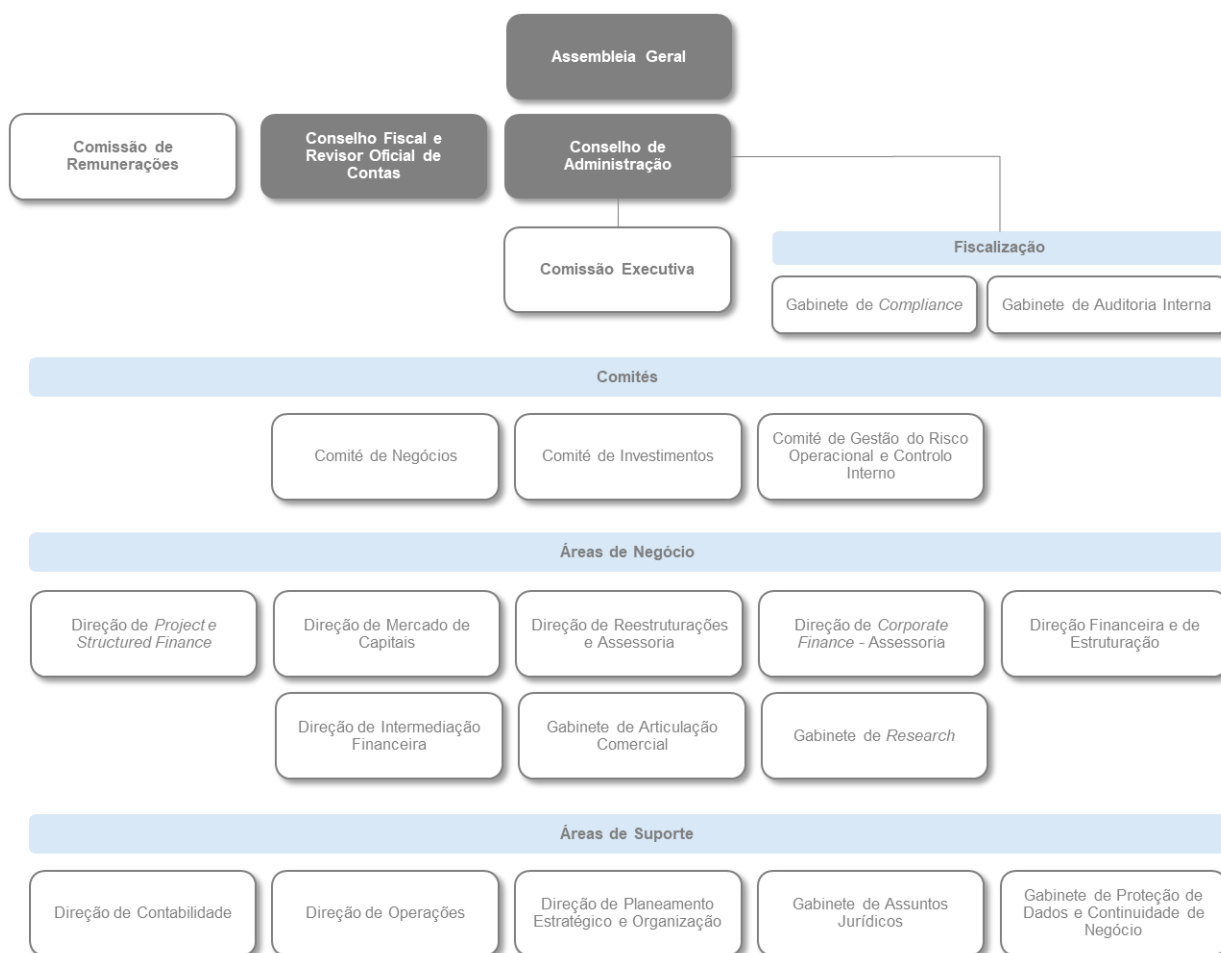 Assembleia Geral
Comissão de
Remunerações
Conselho Fiscal e
Revisor Oficial de
Contas
Conselho de
Administração
Comissão Executiva
Fiscalização
Gabinete de Compliance
Gabinete de Auditoria Interna
Comités
Comité de Negócios
Comité de Investimentos
Comité de Gestão do Risco
Operacional e Controlo
Interno
Áreas de Negócio
Direção de Project e
Structured Finance
Direção de Mercado de
Capitais
Direção de Reestruturações
e Assessoria
Direção de Corporate
Finance - Assessoria
Direção Financeira e de
Estruturação
Direção de Intermediação
Financeira
Gabinete de Articulação
Comercial
Gabinete de Research
Áreas de Suporte
Direção de Contabilidade
Direção de Operações
Direção de Planeamento
Estratégico e Organização
Gabinete de Assuntos
Jurídicos
Gabinete de Proteção de
Dados e Continuidade de
Negócio